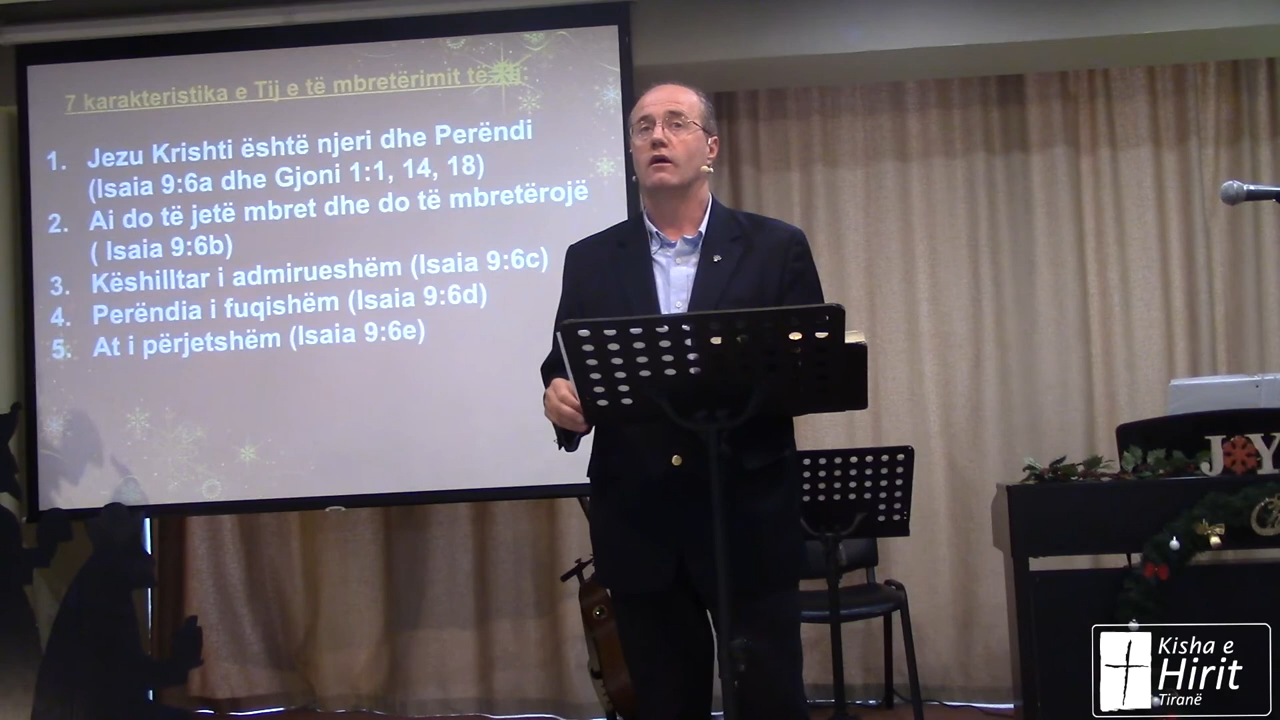 7 karakteristika e Tij e të mbretërimit të Tij:
1. Jezu Krishti është njeri dhe Perëndi
(Isaia 9:6a dhe Gjoni 1:1, 14, 18)
2. Ai do të jetë mbret dhe do të mbretërojë
( Isaia 9:6b)
3. Këshilltar i admirueshëm (Isaia 9:6c)
4. Perëndia i fuqishëm (Isaia 9:6d)
5. At i përjetshëm (Isaia 9:6e)
JOY
Kisha e
Hirit
Tiranë